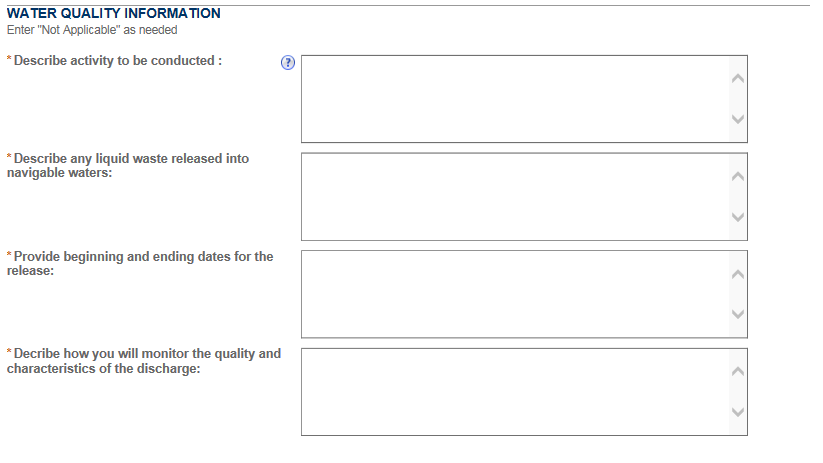 WATER QUALITY INFORMATION
Enter "Not Applicable" as needed
* Describe activity to be conducted :
?
* Describe any liquid waste released into
navigable waters:
* Provide beginning and ending dates for the
release:
* Decribe how you will monitor the quality and
characteristics of the discharge: